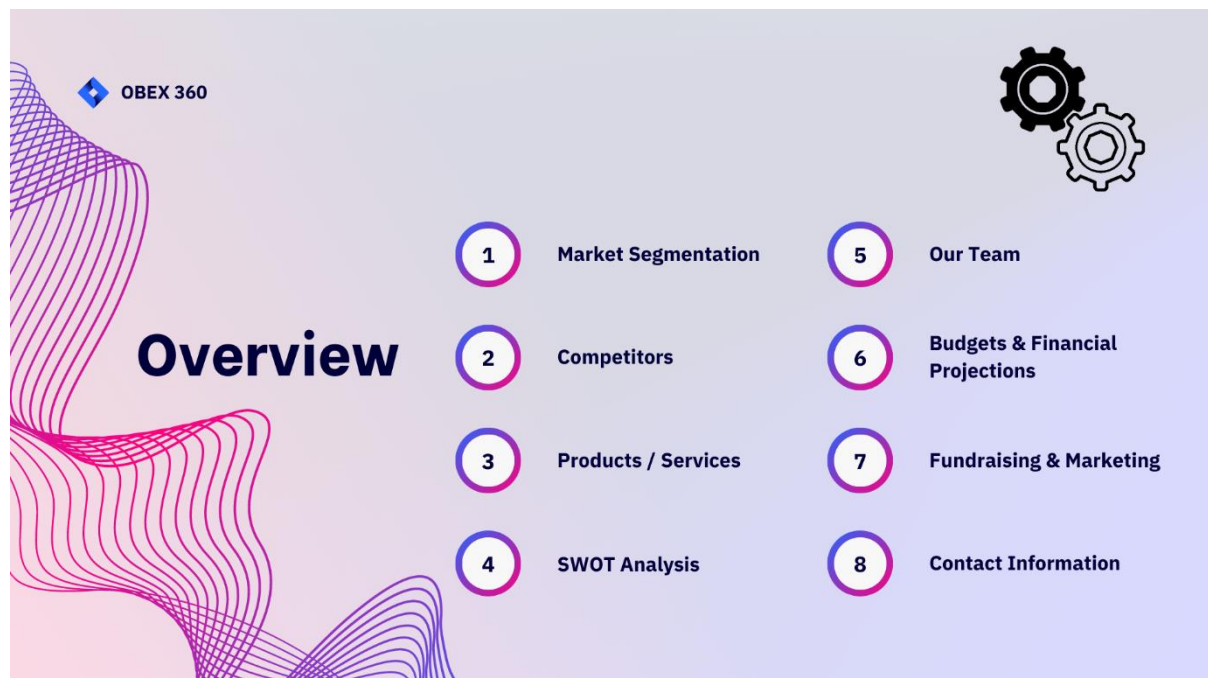 OBEX 360
Overview
1 Market Segmentation
2 Competitors
3 Products / Services
4 SWOT Analysis
5 Our Team
6 Budgets & Financial
Projections
7 Fundraising & Marketing
8 Contact Information